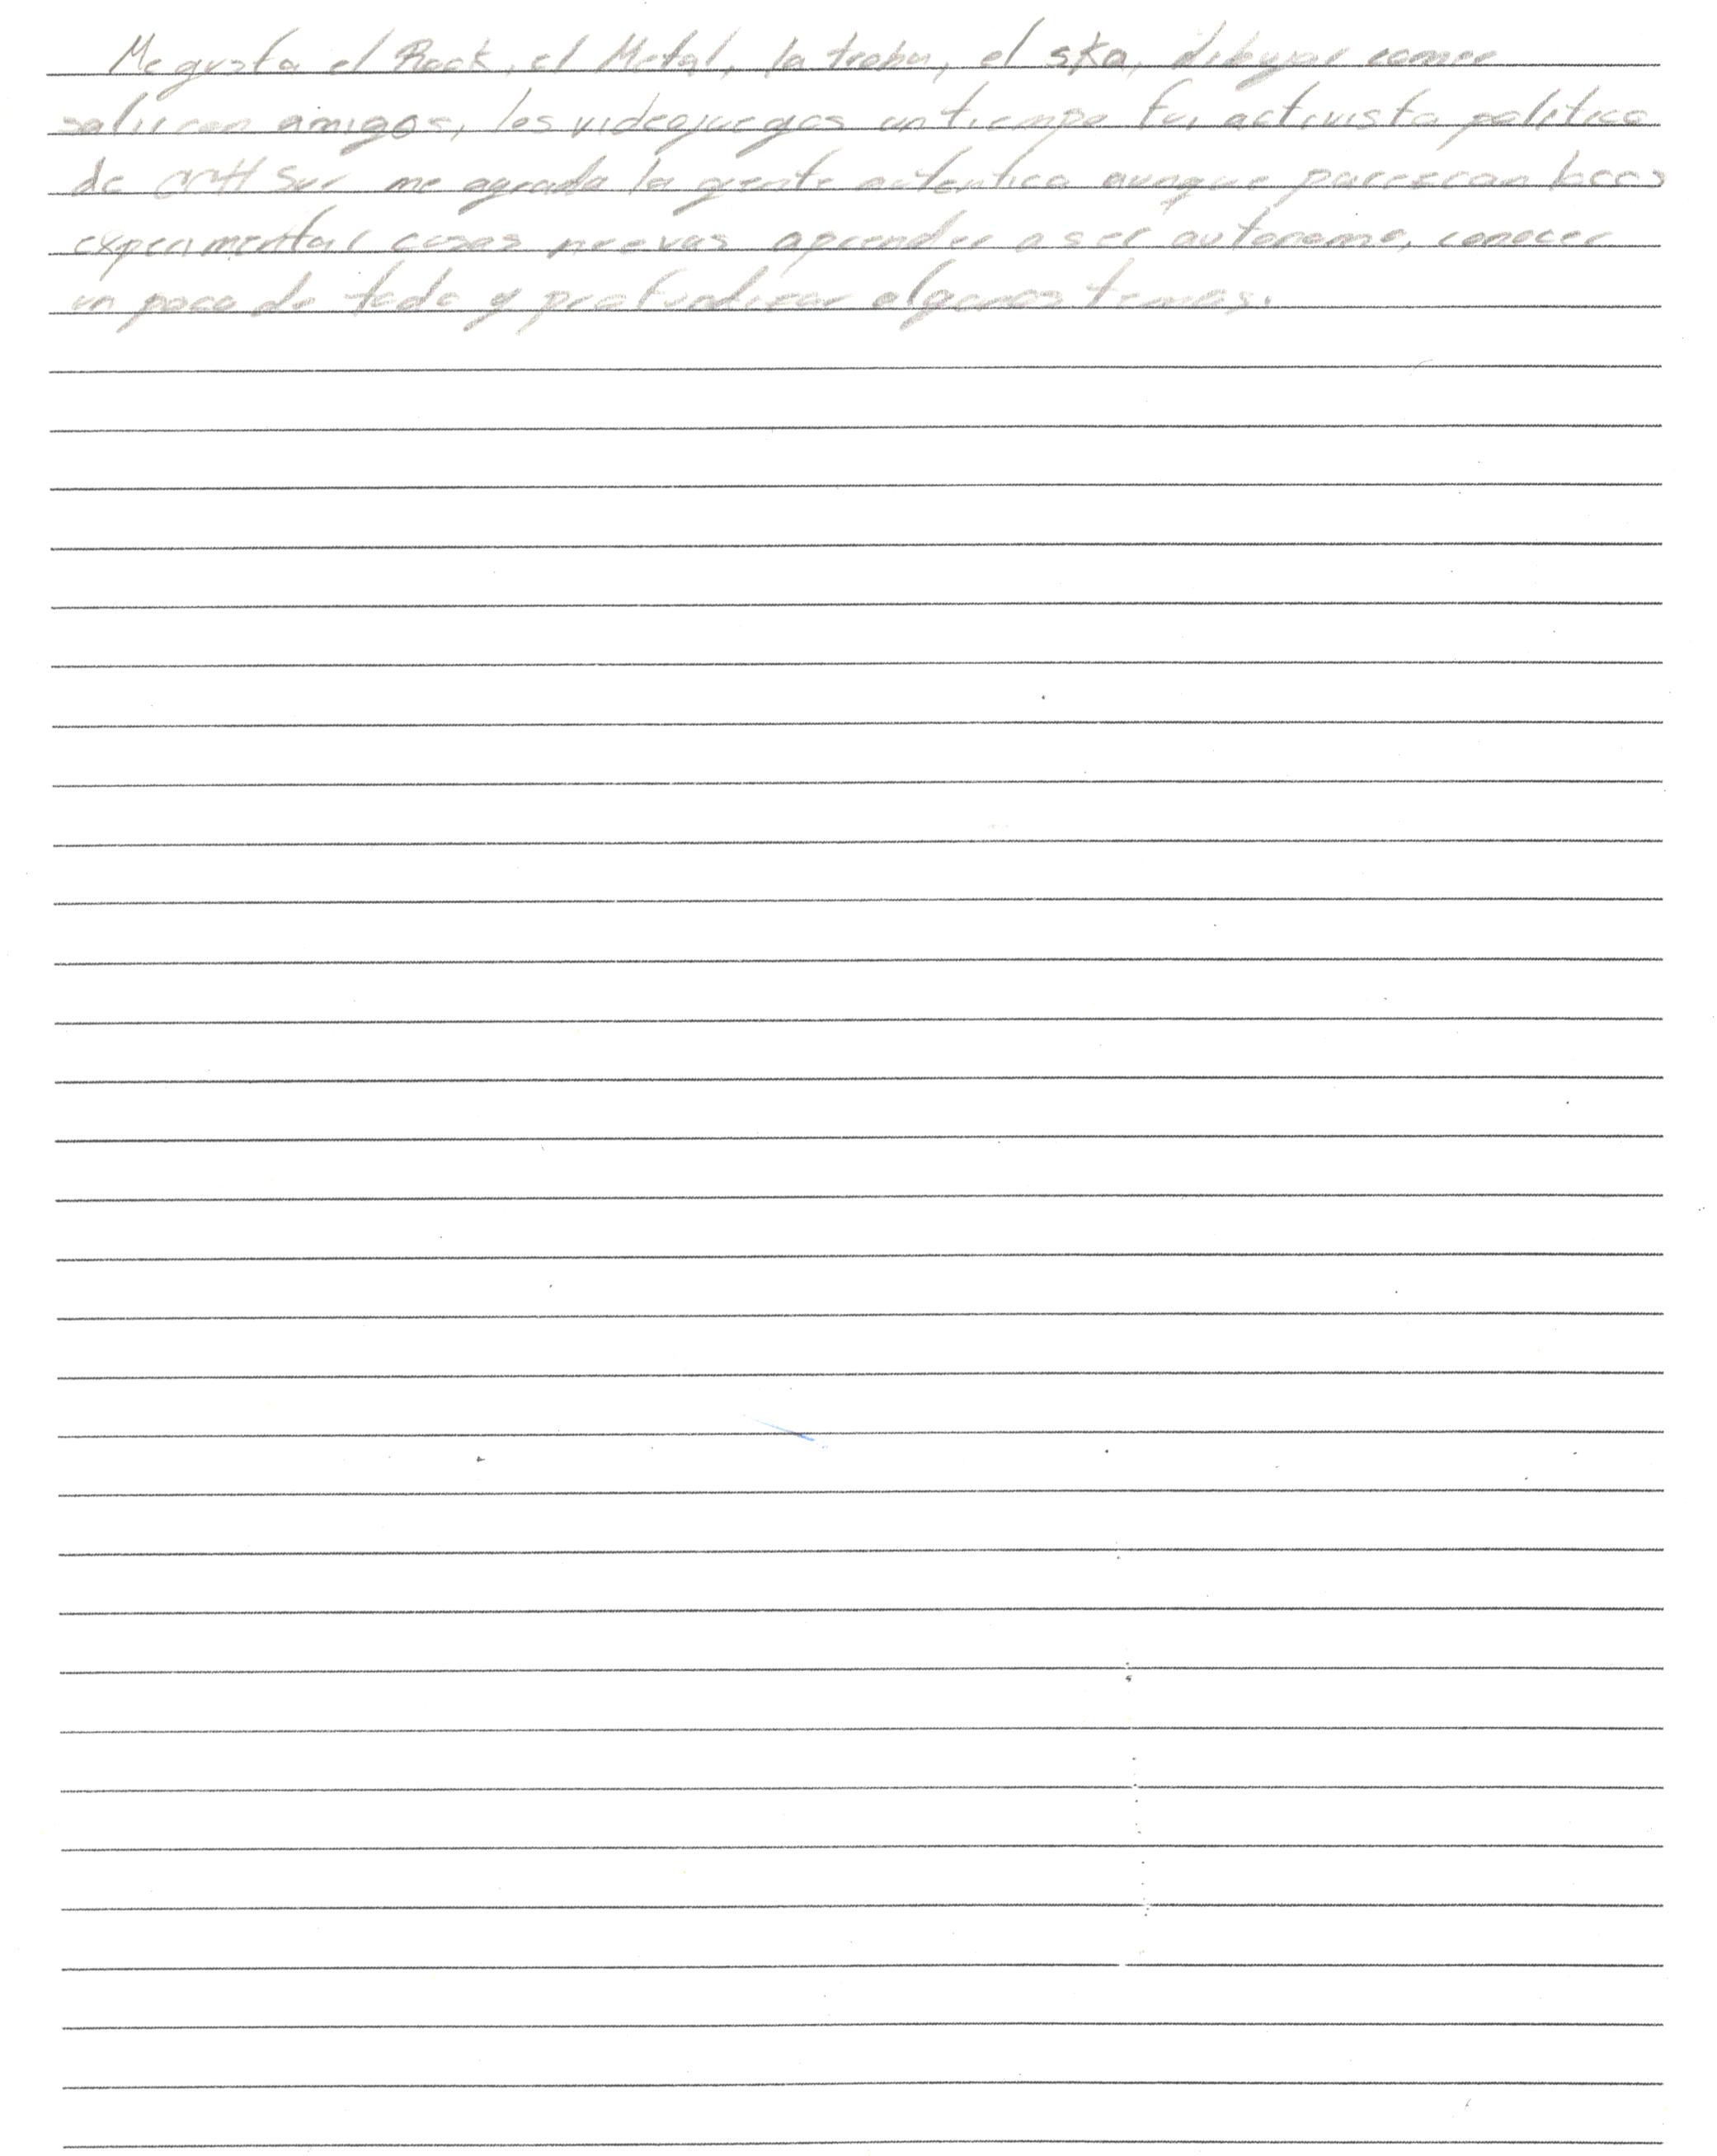 Me gusta el Rock, el Metal, la troba, el ska, dibujar comer
salir con amigos, los videojuegos un tiempo fui activista politico
de CCH Sur me agrada la gente autentica aunque parezcan locos
experimentar cosas nuevas aprender a ser autonomo, conocer
un poco de todo y profundizar algunos temas.